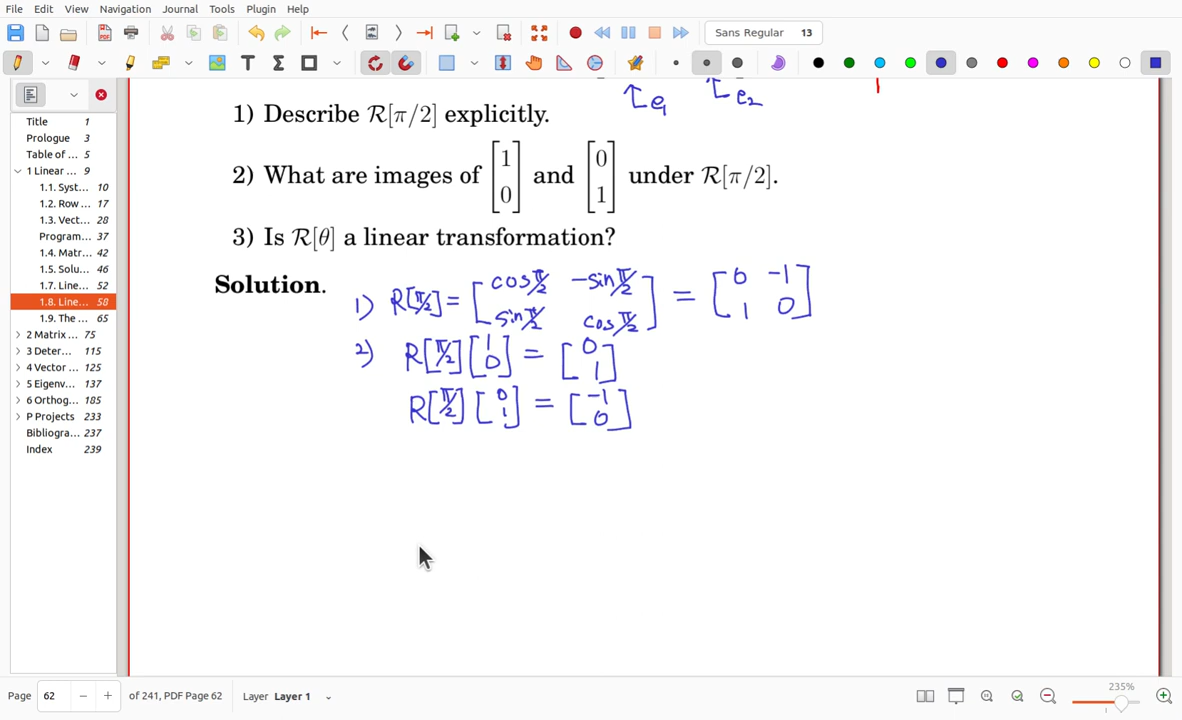 File Edit View Navigation Journal Tools Plugin Help
Sans Regular 13
Title 1
Prologue 3
Table of ... 5
1 Linear ... 9
1.1. Syst... 10
1.2. Row ... 17
1.3. Vect... 28
Program... 37
1.4. Matr... 42
1.5. Solu... 46
1.7. Line... 52
1.8. Line... 58
1.9. The ... 65
2 Matrix ... 75
3 Deter... 115
4 Vector ... 125
5 Eigenv... 137
6 Orthog... 185
P Projects 233
Bibliogra... 237
Index 239
↑ e₁ ↑ e₂
1) Describe R[π/2] explicitly.
2) What are images of [1 0] and [0 1] under R[π/2].
3) Is R[θ] a linear transformation?
Solution.
1) R[π/2] = [cos π/2 -sin π/2
sin π/2 cos π/2] = [0 -1
1 0]
2) R[π/2] [1 0] = [0 1]
R[π/2] [0 1] = [-1 0]
Page 62 − + of 241, PDF Page 62 Layer Layer 1 235%